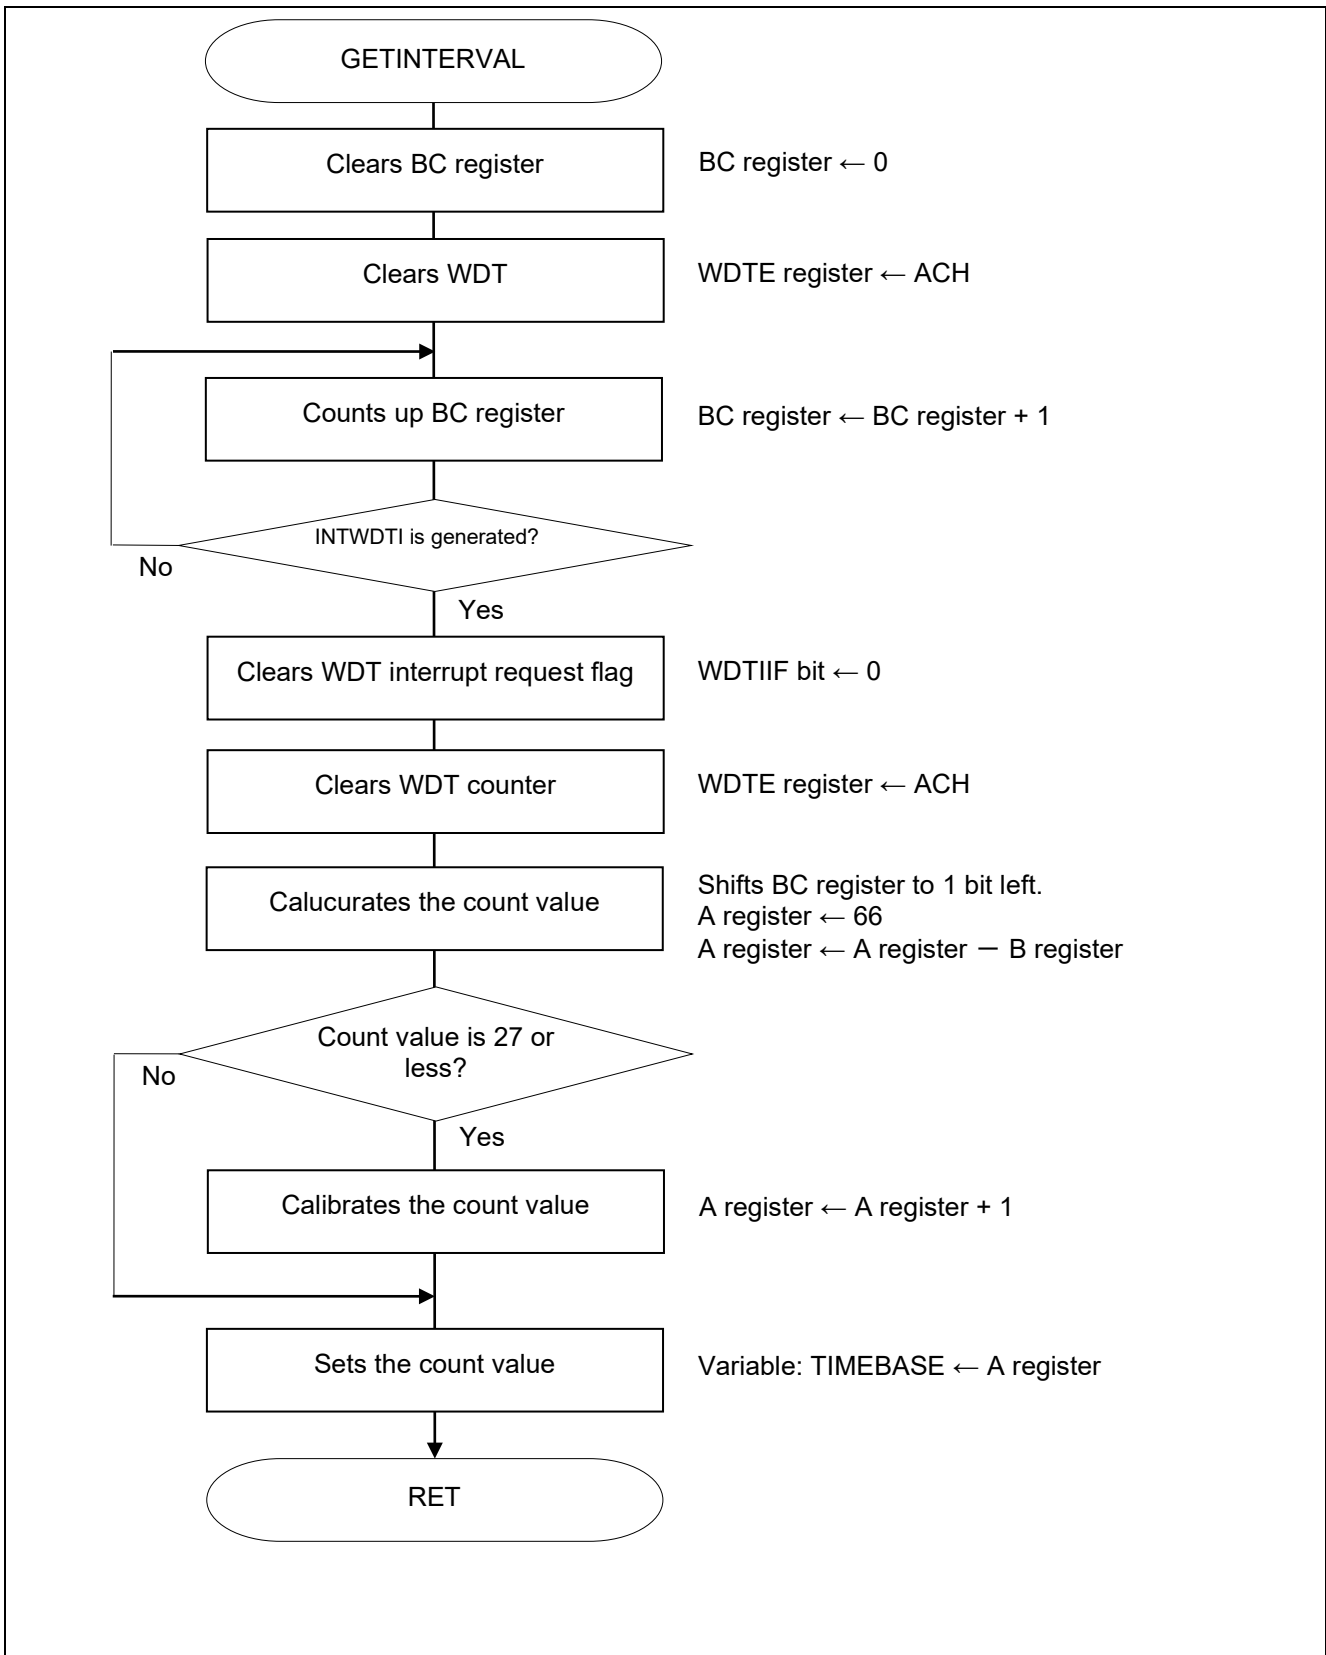 GETINTERVAL
Clears BC register
BC register ← 0
Clears WDT
WDTE register ← ACH
Counts up BC register
BC register ← BC register + 1
INTWDTI is generated?
No
Yes
Clears WDT interrupt request flag
WDTIIF bit ← 0
Clears WDT counter
WDTE register ← ACH
Calucurates the count value
Shifts BC register to 1 bit left.
A register ← 66
A register ← A register － B register
Count value is 27 or
less?
No
Yes
Calibrates the count value
A register ← A register + 1
Sets the count value
Variable: TIMEBASE ← A register
RET